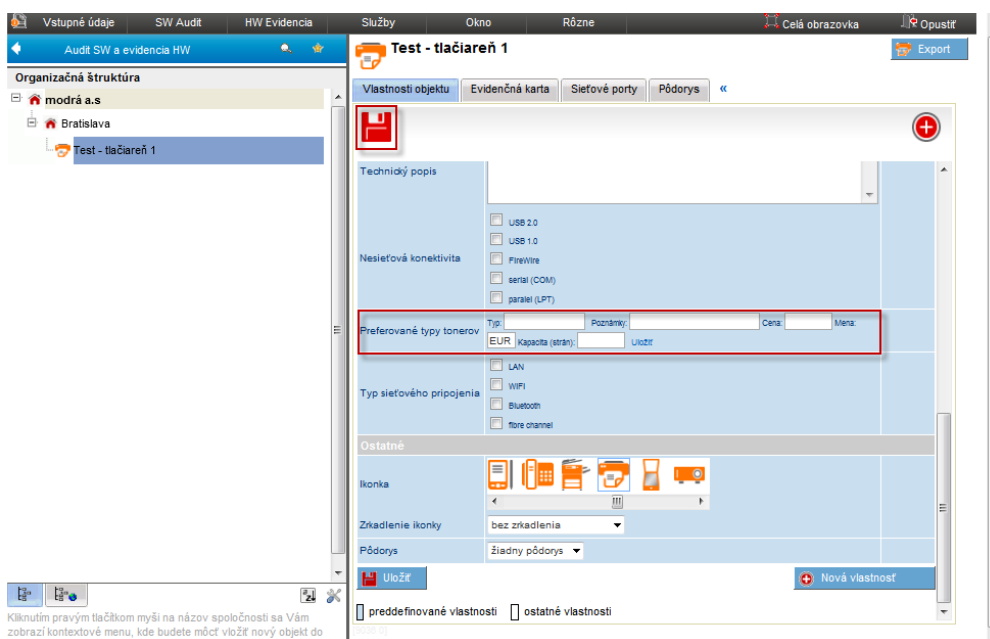 Vstupné údaje SW Audit HW Evidencia Služby Okno Rôzne Celá obrazovka Opustiť
Audit SW a evidencia HW
Organizačná štruktúra
modrá a.s
Bratislava
Test - tlačiareň 1
Kliknutím pravým tlačítkom myši na názov spoločnosti sa Vám
zobrazí kontextové menu, kde budete môcť vložiť nový objekt do
Test - tlačiareň 1
Export
Vlastnosti objektu Evidenčná karta Sieťové porty Pôdorys «
Technický popis
Nesieťová konektivita
USB 2.0
USB 1.0
FireWire
serial (COM)
paralel (LPT)
Preferované typy tonerov
Typ: Poznámky: Cena: Mena:
EUR Kapacita (strán): Uložiť
Typ sieťového pripojenia
LAN
WIFI
Bluetooth
fibre channel
Ostatné
Ikonka
Zrkadlenie ikonky bez zrkadlenia
Pôdorys žiadny pôdorys
Uložiť Nová vlastnosť
preddefinované vlastnosti ostatné vlastnosti